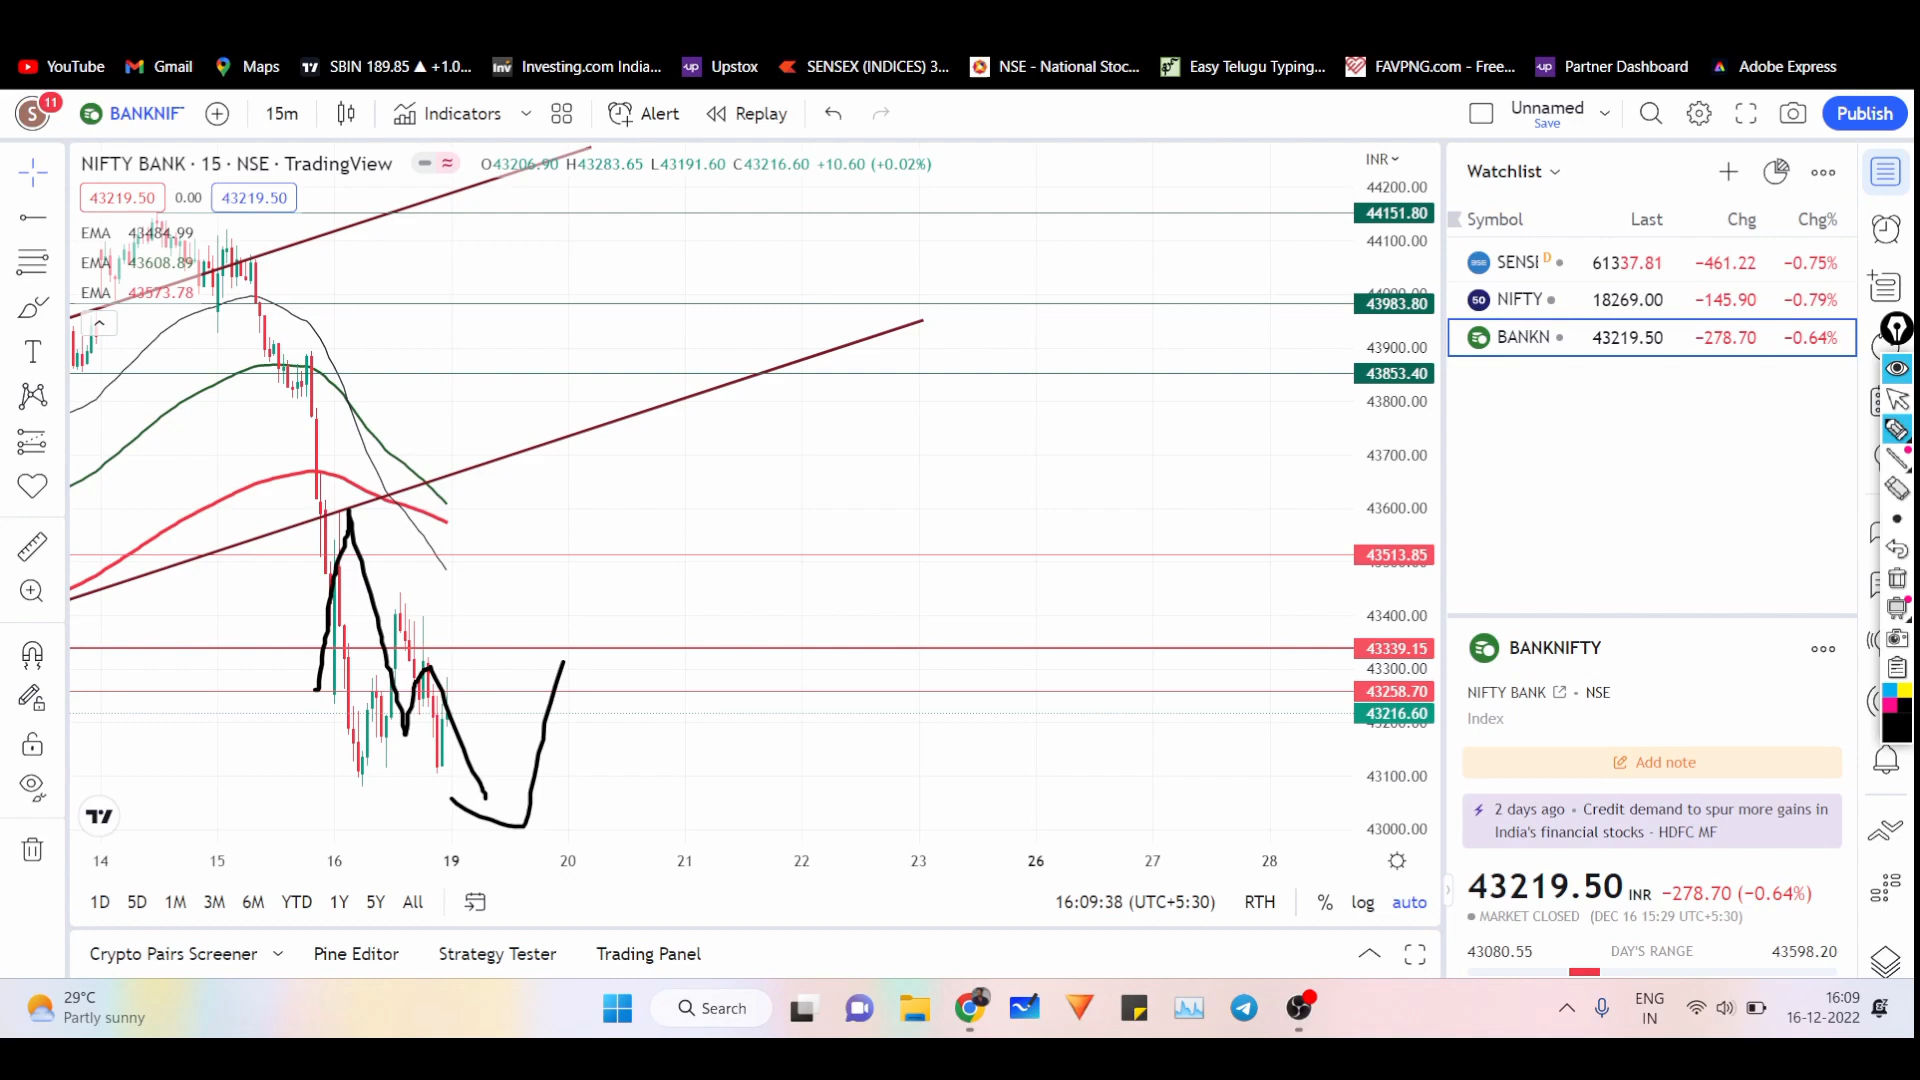 YouTube Gmail Maps SBIN 189.85 ▲ +1.0... Investing.com India... Upstox SENSEX (INDICES) 3... NSE - National Stoc... Easy Telugu Typing... FAVPNG.com - Free... Partner Dashboard Adobe Express
S 11 BANKNIF 15m Indicators Alert Replay Unnamed Save Publish
NIFTY BANK · 15 · NSE · TradingView O43206.90 H43283.65 L43191.60 C43216.60 +10.60 (+0.02%)
INR
43219.50 0.00 43219.50
EMA 43484.99
EMA 43608.89
EMA 43573.78
44200.00
44151.80
44100.00
43983.80
43900.00
43853.40
43800.00
43700.00
43600.00
43513.85
43400.00
43339.15
43300.00
43258.70
43216.60
43100.00
43000.00
14 15 16 19 20 21 22 23 26 27 28
1D 5D 1M 3M 6M YTD 1Y 5Y All 16:09:38 (UTC+5:30) RTH % log auto
Crypto Pairs Screener Pine Editor Strategy Tester Trading Panel
Watchlist
Symbol Last Chg Chg%
SENSI D 61337.81 −461.22 −0.75%
50 NIFTY 18269.00 −145.90 −0.79%
BANKN 43219.50 −278.70 −0.64%
BANKNIFTY
NIFTY BANK • NSE
Index
Add note
2 days ago • Credit demand to spur more gains in
India's financial stocks - HDFC MF
43219.50 INR −278.70 (−0.64%)
MARKET CLOSED (DEC 16 15:29 UTC+5:30)
43080.55 DAY'S RANGE 43598.20
29°C
Partly sunny
Search
ENG
IN
16:09
16-12-2022